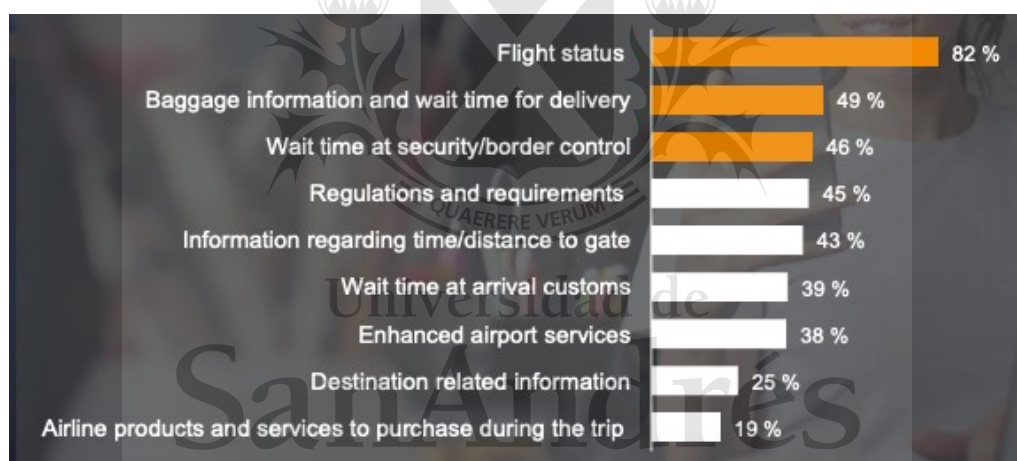 Flight status 82 %
Baggage information and wait time for delivery 49 %
Wait time at security/border control 46 %
Regulations and requirements 45 %
QUAERERE VERUM
Information regarding time/distance to gate 43 %
Wait time at arrival customs 39 %
Universidad de
Enhanced airport services 38 %
SanAndrés
Destination related information 25 %
Airline products and services to purchase during the trip 19 %